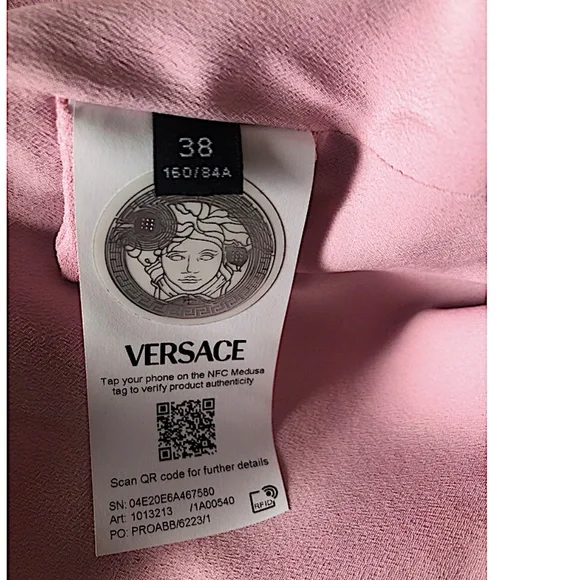 38
160/84A
VERSACE
Tap your phone on the NFC Medusa
tag to verify product authenticity
Scan QR code for further details
SN: 04E20E6A467580
Art: 1013213 /1A00540
PO: PROABB/6223/1
RFID